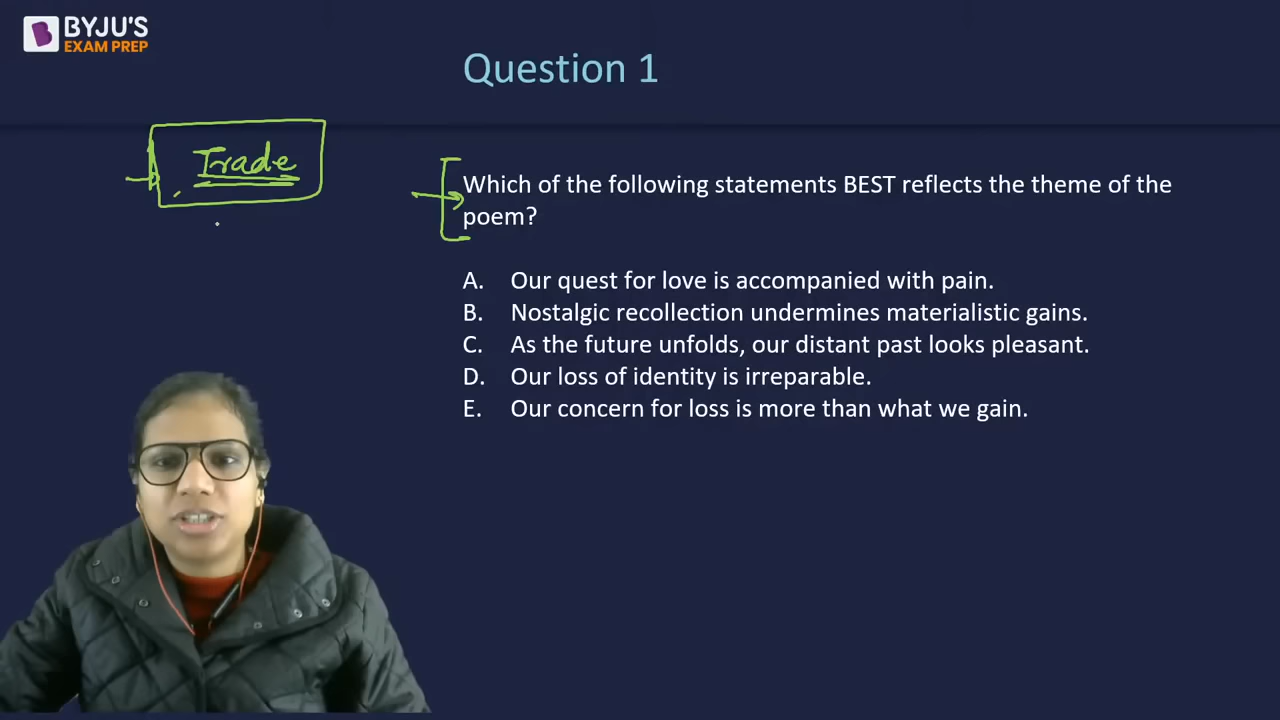 BYJU'S
EXAM PREP
Question 1
Trade
Which of the following statements BEST reflects the theme of the
poem?
A. Our quest for love is accompanied with pain.
B. Nostalgic recollection undermines materialistic gains.
C. As the future unfolds, our distant past looks pleasant.
D. Our loss of identity is irreparable.
E. Our concern for loss is more than what we gain.